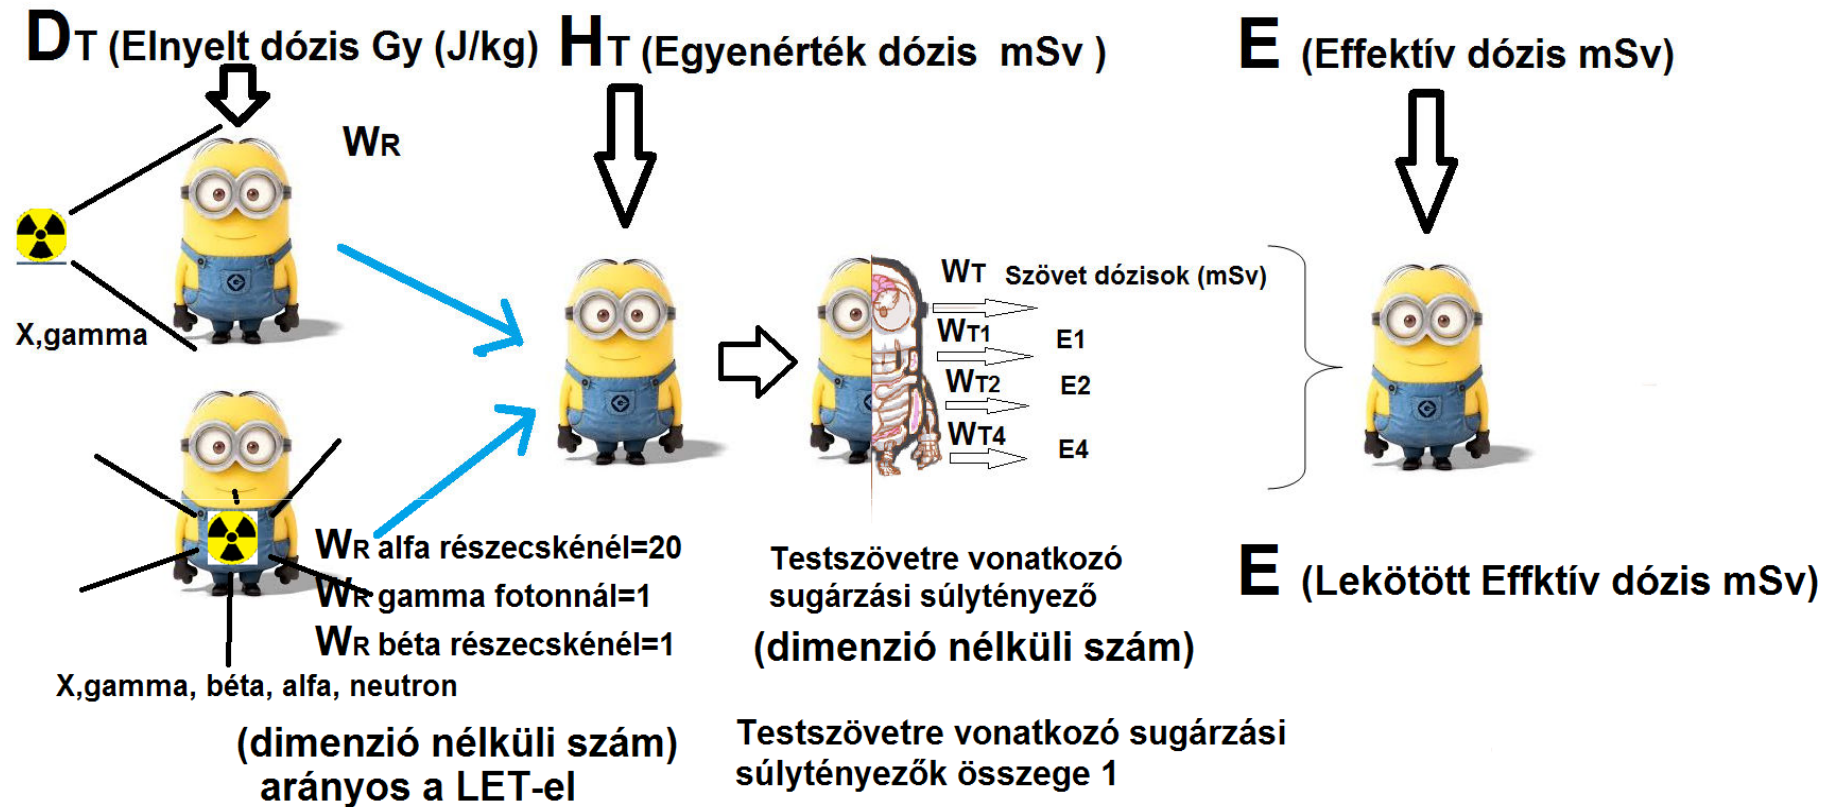 DT (Elnyelt dózis Gy (J/kg)
HT (Egyenérték dózis mSv )
E (Effektív dózis mSv)
WR
X,gamma
WT Szövet dózisok (mSv)
WT1 E1
WT2 E2
WT4 E4
WR alfa részecskénél=20
WR gamma fotonnál=1
WR béta részecskénél=1
X,gamma, béta, alfa, neutron
(dimenzió nélküli szám)
arányos a LET-el
Testszövetre vonatkozó
sugárzási súlytényező
(dimenzió nélküli szám)
Testszövetre vonatkozó sugárzási
súlytényezők összege 1
E (Lekötött Effktív dózis mSv)